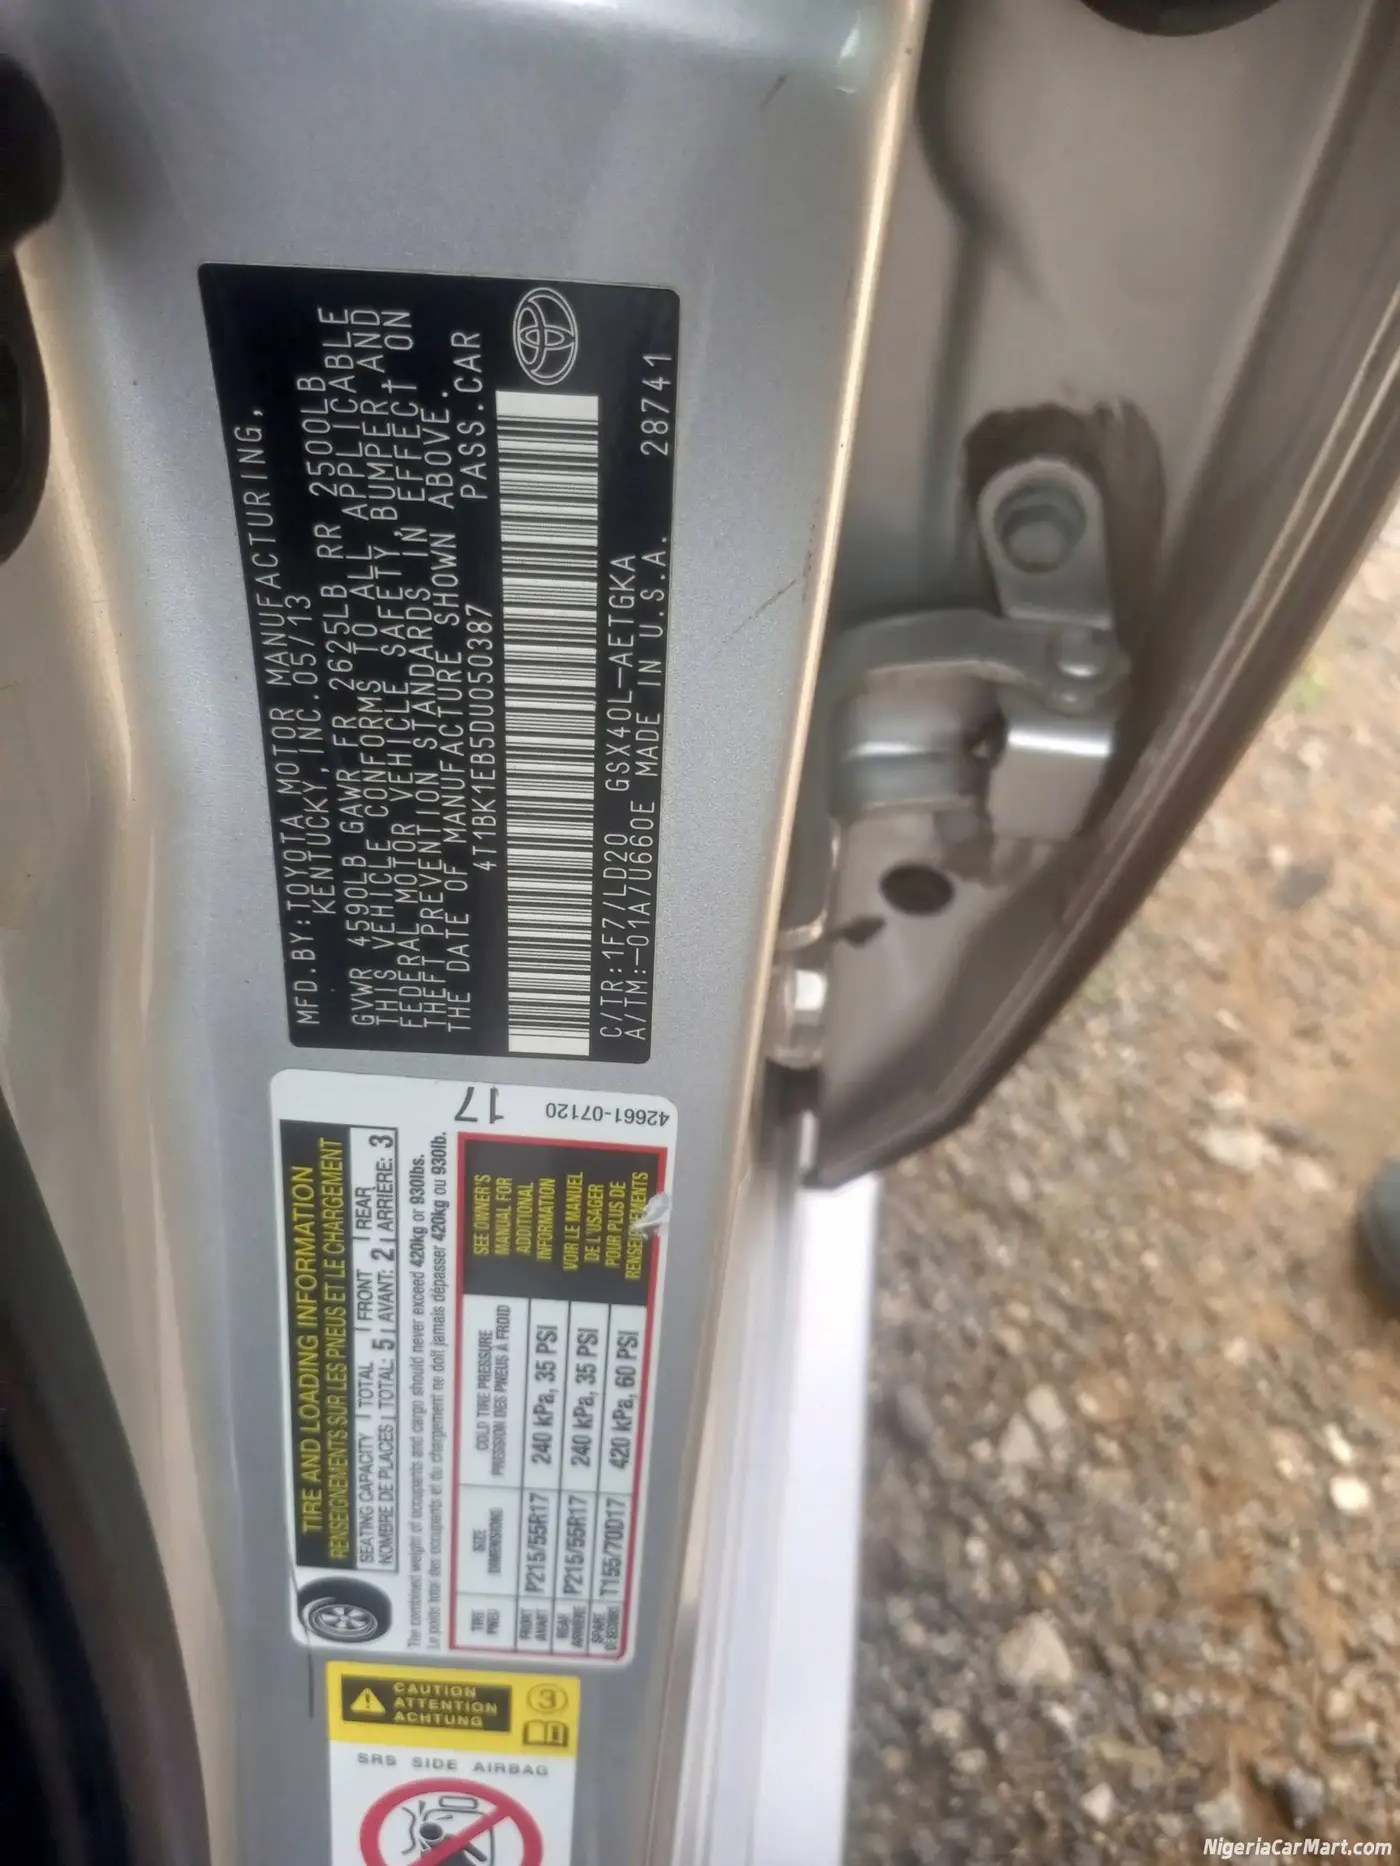 MFD.BY:TOYOTA MOTOR MANUFACTURING,
KENTUCKY, INC. 05/13
GVWR 4590LB GAWR FR 2625LB RR 2500LB
THIS VEHICLE CONFORMS TO ALL APPLICABLE
FEDERAL MOTOR VEHICLE SAFETY, BUMPER, AND
THEFT PREVENTION STANDARDS IN EFFECT ON
THE DATE OF MANUFACTURE SHOWN ABOVE.
4T1BK1EB5DU050387 PASS.CAR
C/TR:1F7/LD20 GSX40L-AETGKA
A/TM:-01A/U660E MADE IN U.S.A. 28741
TIRE AND LOADING INFORMATION
RENSEIGNEMENTS SUR LES PNEUS ET LE CHARGEMENT
SEATING CAPACITY TOTAL FRONT REAR
NOMBRE DE PLACES TOTAL: 5 AVANT: 2 ARRIÈRE: 3
The combined weight of occupants and cargo should never exceed 420kg or 930lbs.
Le poids total des occupants et du chargement ne doit jamais dépasser 420kg ou 930lb.
17
42661-07120
TIRE SIZE COLD TIRE PRESSURE
PNEU DIMENSIONS PRESSION DES PNEUS À FROID
FRONT
AVANT P215/55R17 240 kPa, 35 PSI
REAR
ARRIÈRE P215/55R17 240 kPa, 35 PSI
SPARE
DE SECOURS T155/70D17 420 kPa, 60 PSI
SEE OWNER'S
MANUAL FOR
ADDITIONAL
INFORMATION
VOIR LE MANUEL
DE L'USAGER
POUR PLUS DE
RENSEIGNEMENTS
CAUTION
ATTENTION
ACHTUNG
3
SRS SIDE AIRBAG
NigeriaCarMart.com